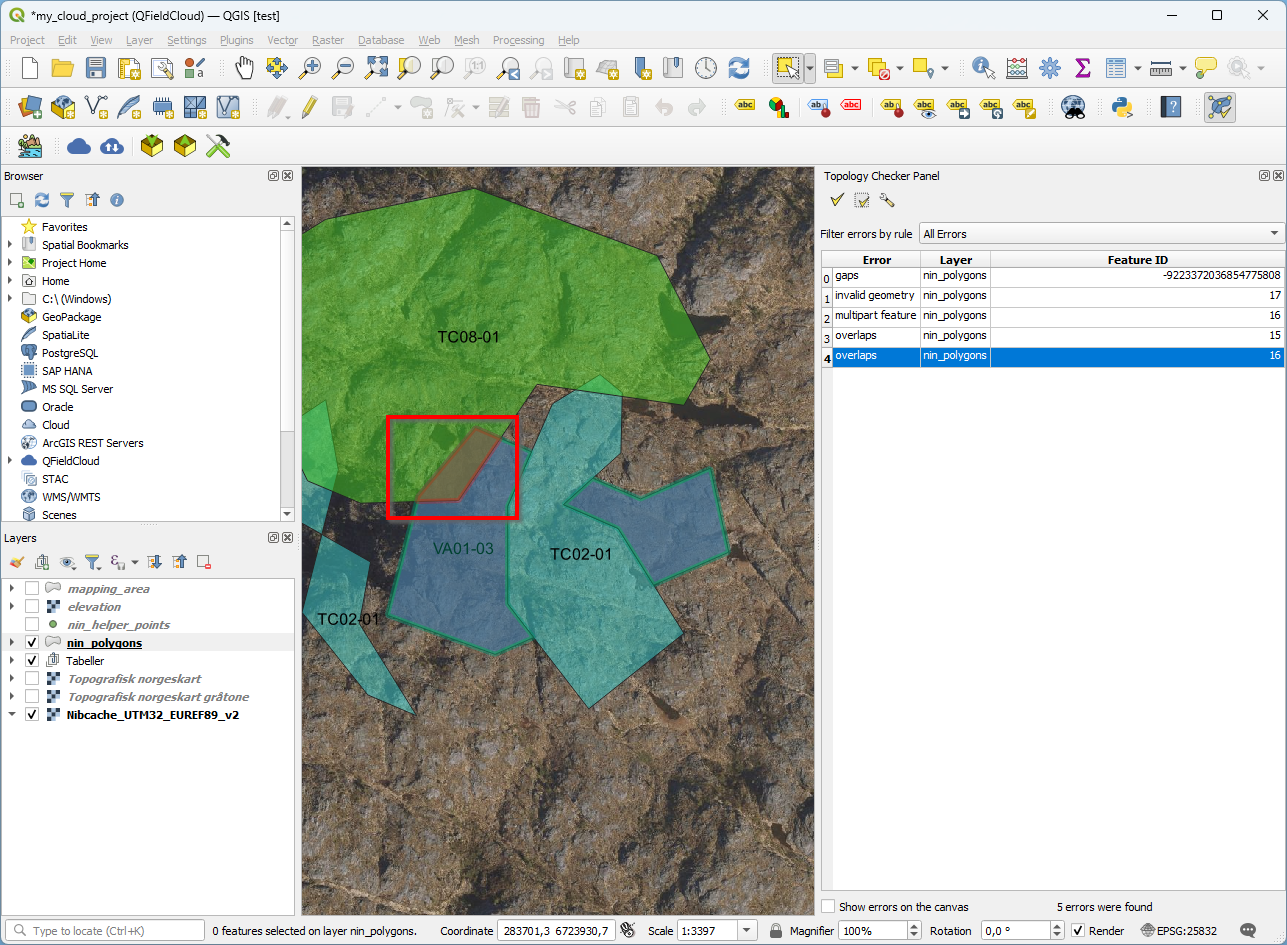 *my_cloud_project (QFieldCloud) — QGIS [test]
Project Edit View Layer Settings Plugins Vector Raster Database Web Mesh Processing Help
Browser
Favorites
Spatial Bookmarks
Project Home
Home
C:\ (Windows)
GeoPackage
SpatiaLite
PostgreSQL
SAP HANA
MS SQL Server
Oracle
Cloud
ArcGIS REST Servers
QFieldCloud
STAC
WMS/WMTS
Scenes
Layers
mapping_area
elevation
nin_helper_points
nin_polygons
Tabeller
Topografisk norgeskart
Topografisk norgeskart gråtone
Nibcache_UTM32_EUREF89_v2
TC08-01
VA01-03
TC02-01
TC02-01
Topology Checker Panel
Filter errors by rule All Errors
Error Layer Feature ID
0 gaps nin_polygons -9223372036854775808
1 invalid geometry nin_polygons 17
2 multipart feature nin_polygons 16
3 overlaps nin_polygons 15
4 overlaps nin_polygons 16
Show errors on the canvas 5 errors were found
Type to locate (Ctrl+K) 0 features selected on layer nin_polygons. Coordinate 283701,3 6723930,7 Scale 1:3397 Magnifier 100% Rotation 0,0 ° Render EPSG:25832